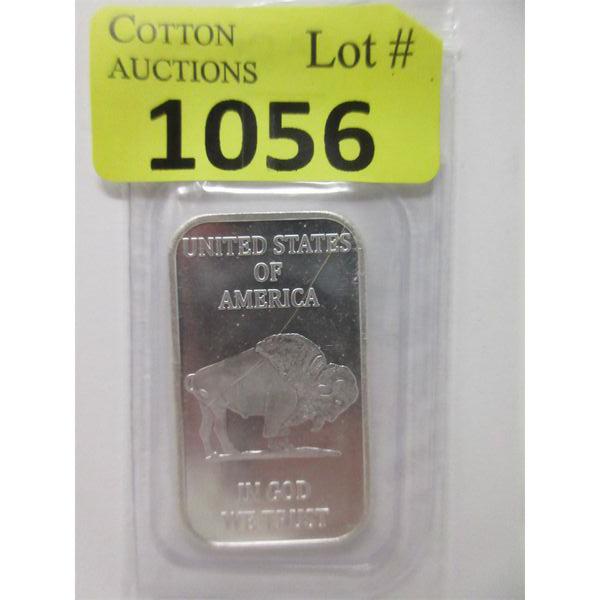 COTTON
AUCTIONS
Lot #
1056
UNITED STATES
OF
AMERICA
IN GOD
WE TRUST